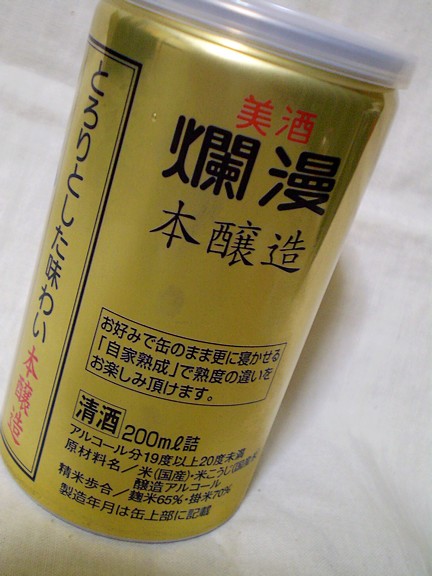 とろりとした味わい 本醸造
美酒
爛漫
本醸造
お好みで缶のまま更に寝かせる
「自家熟成」で熟度の違いを
お楽しみ頂けます。
清酒 200mℓ詰
アルコール分19度以上20度未満
原材料名／米(国産)・米こうじ(国産米)
醸造アルコール
精米歩合／麹米65%・掛米70%
製造年月は缶上部に記載